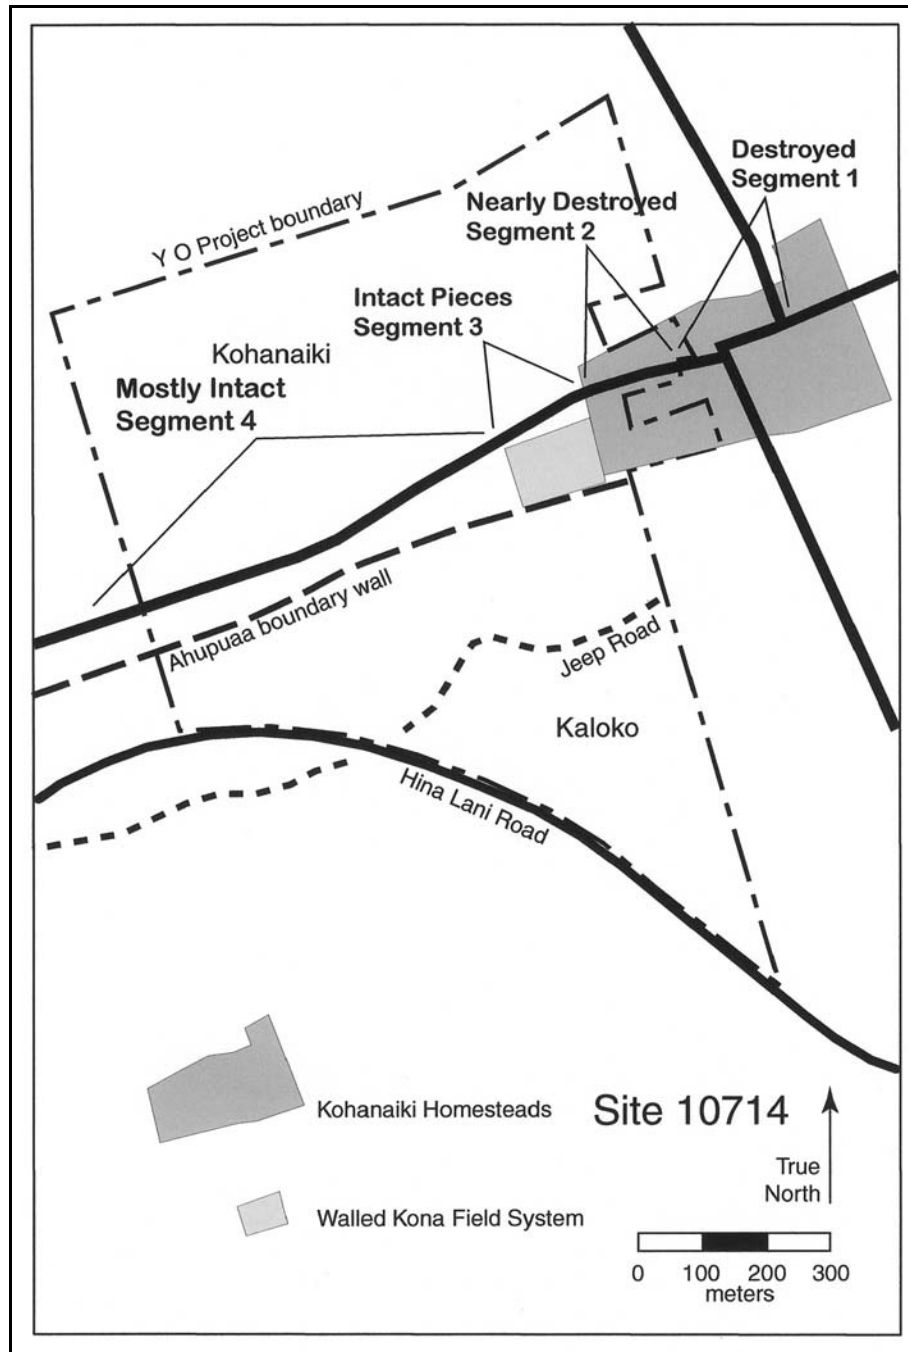 Destroyed
Segment 1
Nearly Destroyed
Segment 2
Y O Project boundary
Intact Pieces
Segment 3
Kohanaiki
Mostly Intact
Segment 4
Ahupuaa boundary wall
Jeep Road
Kaloko
Hina Lani Road
Kohanaiki Homesteads
Site 10714
True
North
Walled Kona Field System
0 100 200 300
meters